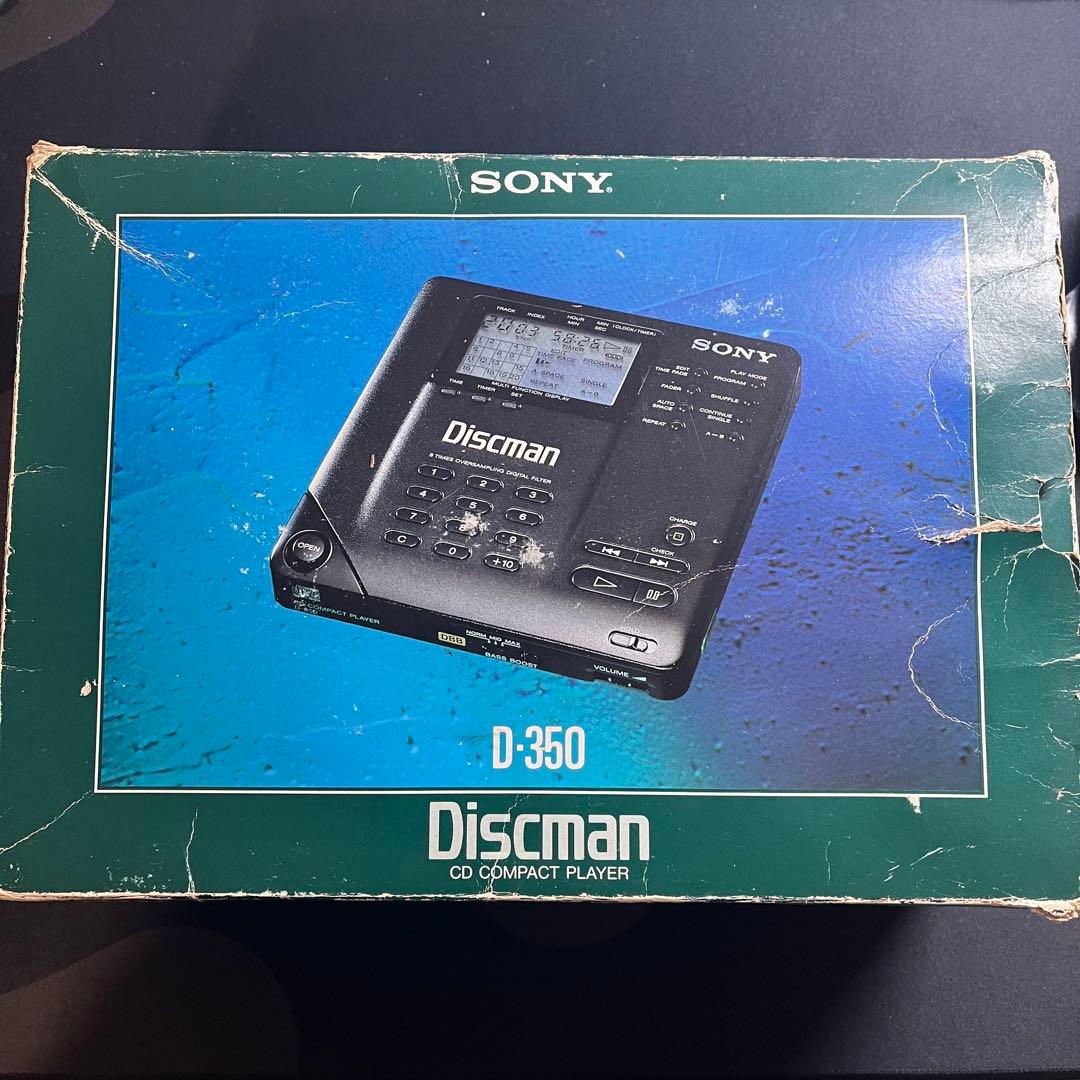 SONY®
TRACK INDEX HOUR MIN MIN SEC (CLOCK/TIMER)
STEP TIMER
EDIT
TIME FADE PROGRAM
A. SPACE SINGLE
REPEAT A↔B
TIME TIMER SET MULTI FUNCTION DISPLAY
SONY
EDIT TIME FADE
FADER
AUTO SPACE
REPEAT
PLAY MODE
PROGRAM
SHUFFLE
CONTINUE SINGLE
A↔B
Discman
8 TIMES OVERSAMPLING DIGITAL FILTER
1 2 3
4 5 6
7 8 9
C 0 +10
CHARGE
CHECK
OPEN
CD COMPACT PLAYER
D-350
DBB NORM MID MAX
BASS BOOST
VOLUME
D-350
Discman
CD COMPACT PLAYER